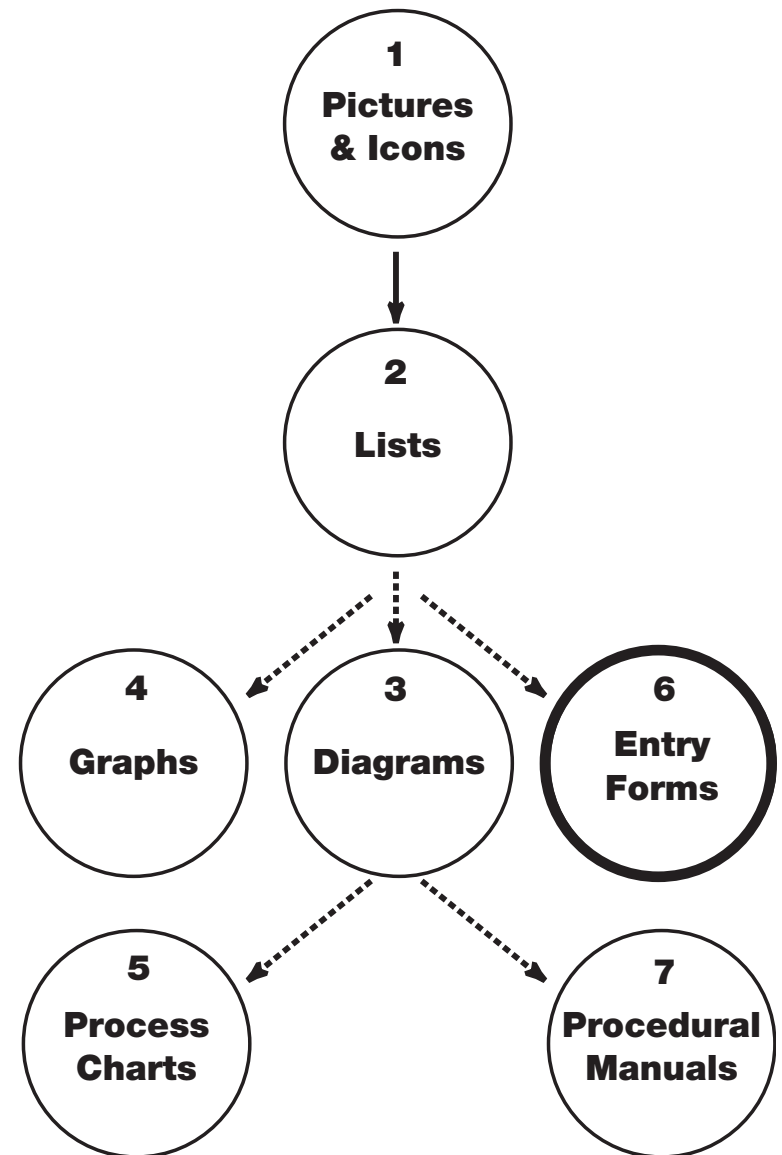 1
Pictures
& Icons
2
Lists
4
Graphs
3
Diagrams
6
Entry
Forms
5
Process
Charts
7
Procedural
Manuals